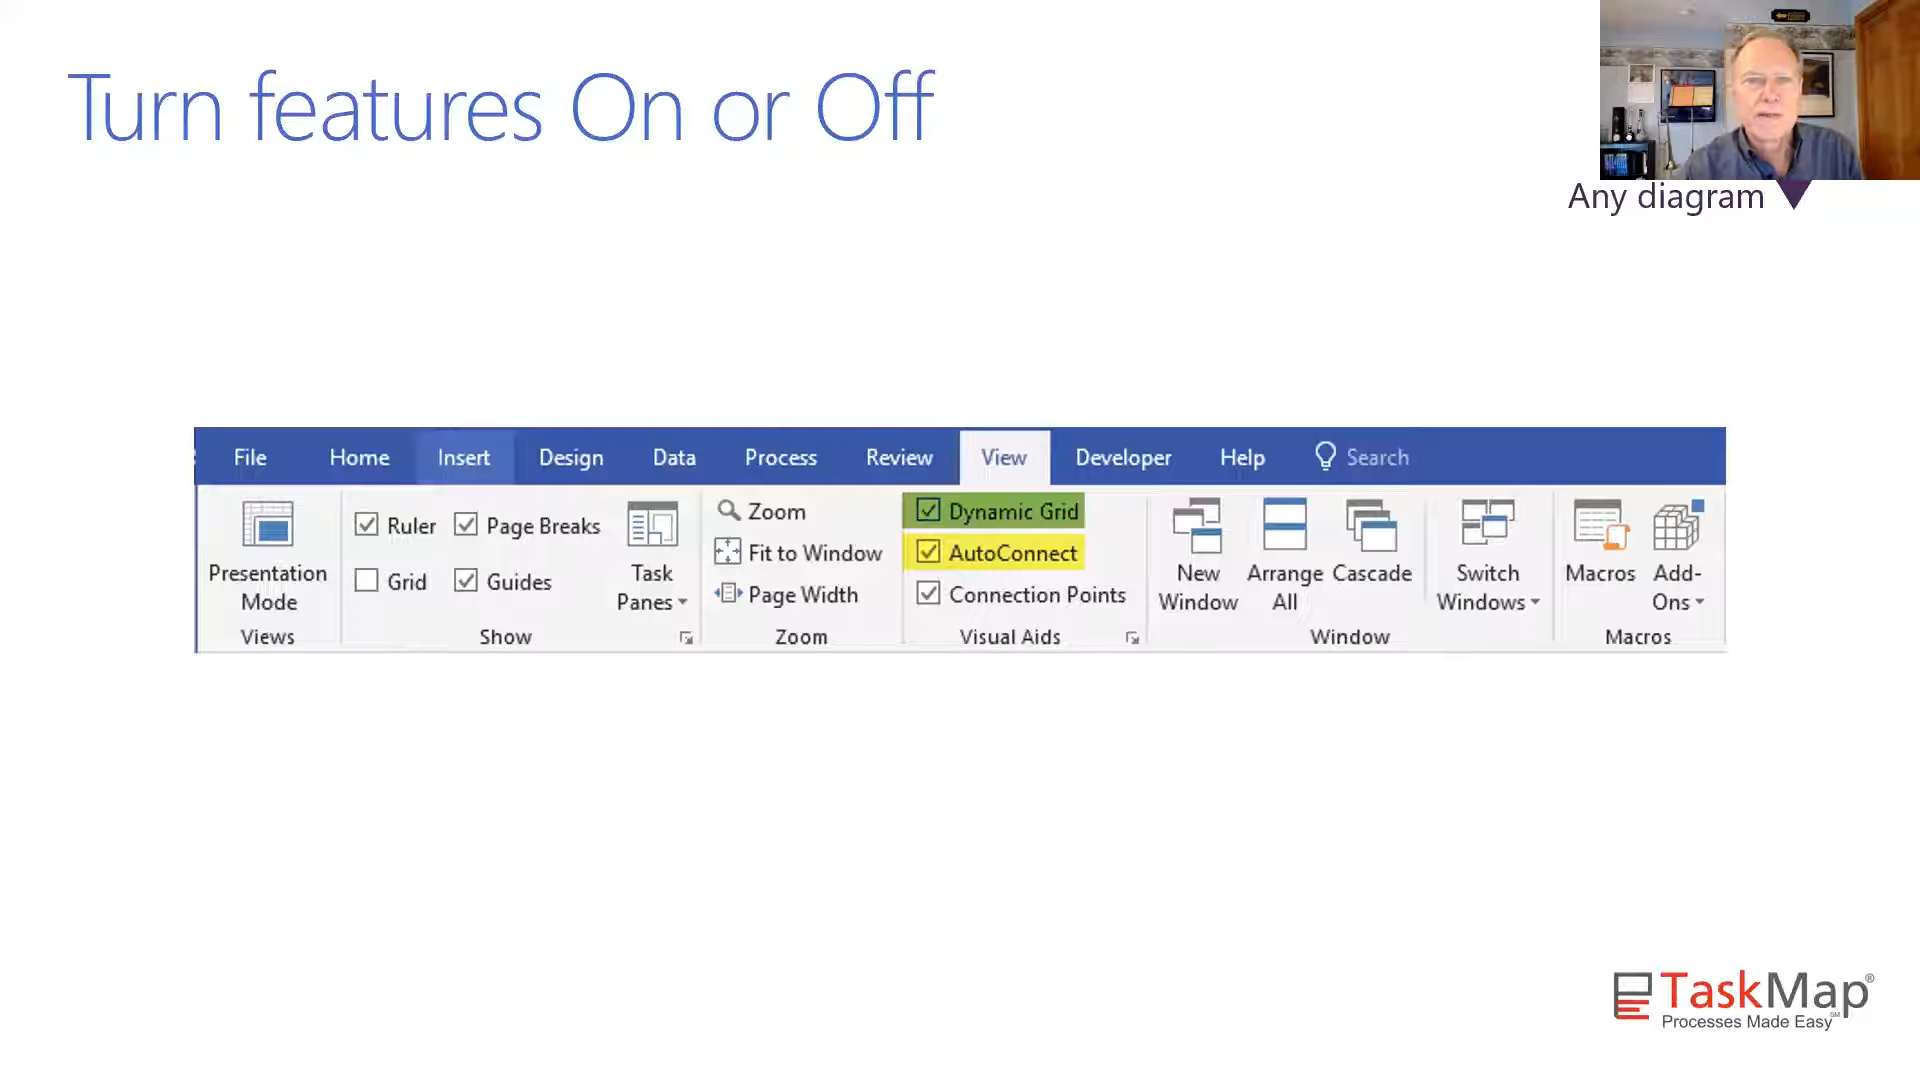 Turn features On or Off
Any diagram
File Home Insert Design Data Process Review View Developer Help Search
Presentation Mode
Views
Ruler Page Breaks
Grid Guides
Task Panes
Show
Zoom
Fit to Window
Page Width
Zoom
Dynamic Grid
AutoConnect
Connection Points
Visual Aids
New Window
Arrange All
Cascade
Switch Windows
Window
Macros
Add-Ons
Macros
TaskMap®
Processes Made Easy℠